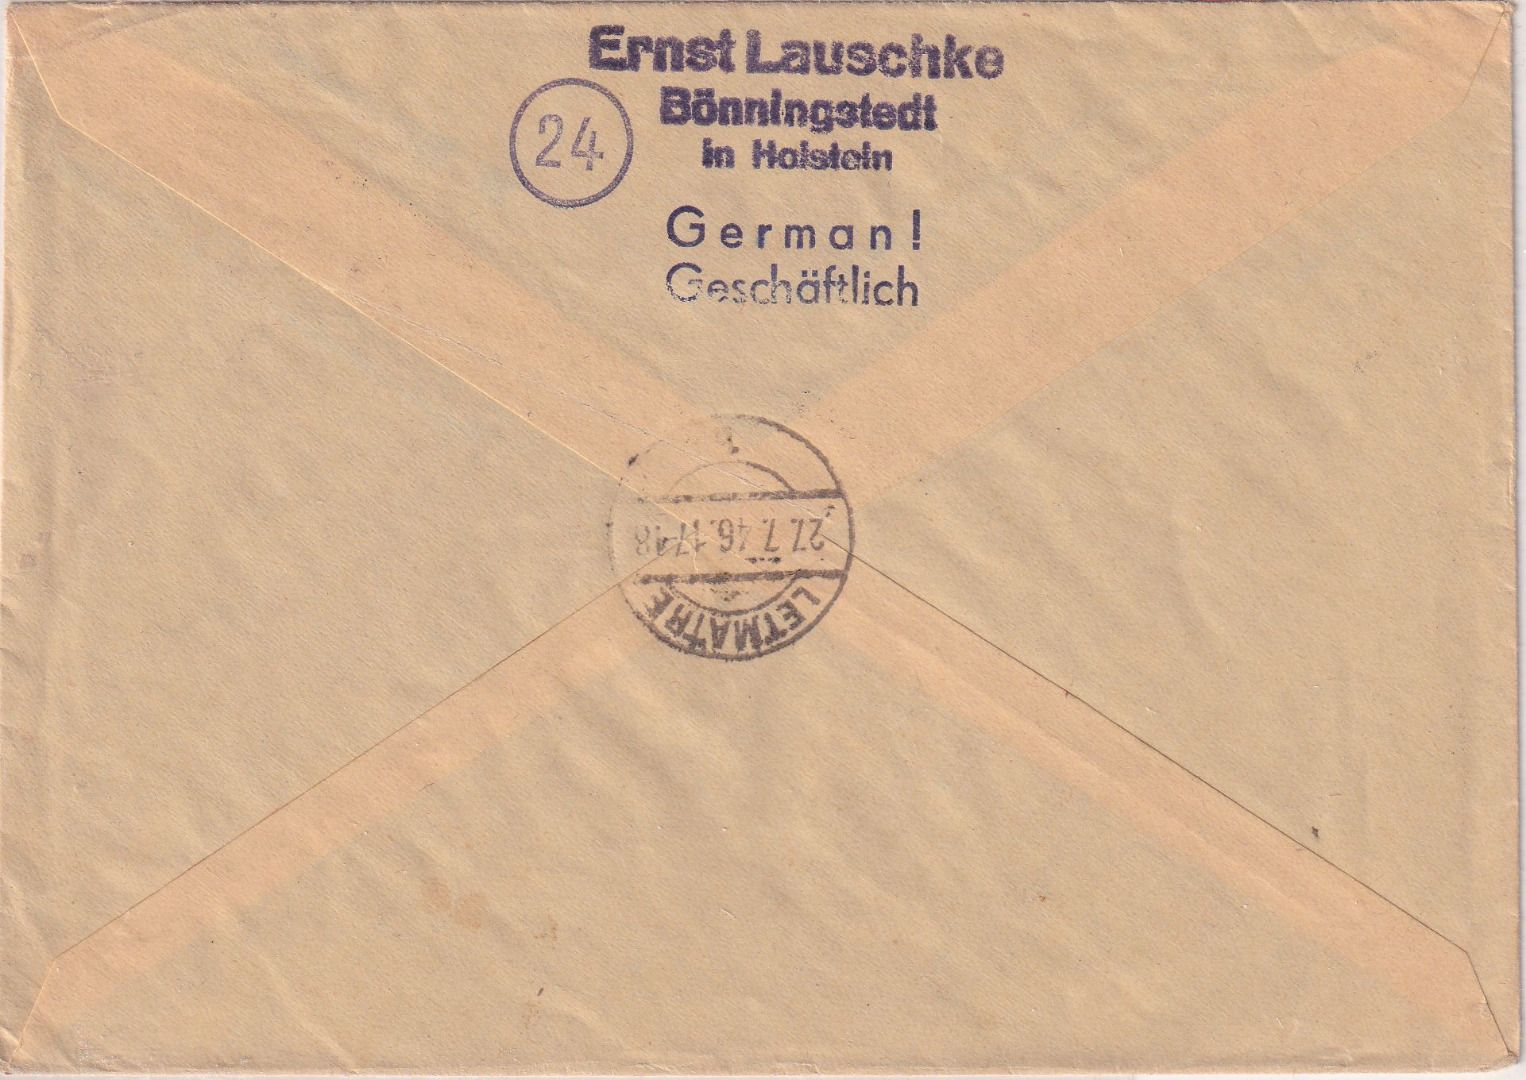 Ernst Lauschke
Bönningstedt
in Holstein
24
German!
Geschäftlich
27.7.46.17-18
LETMATHE